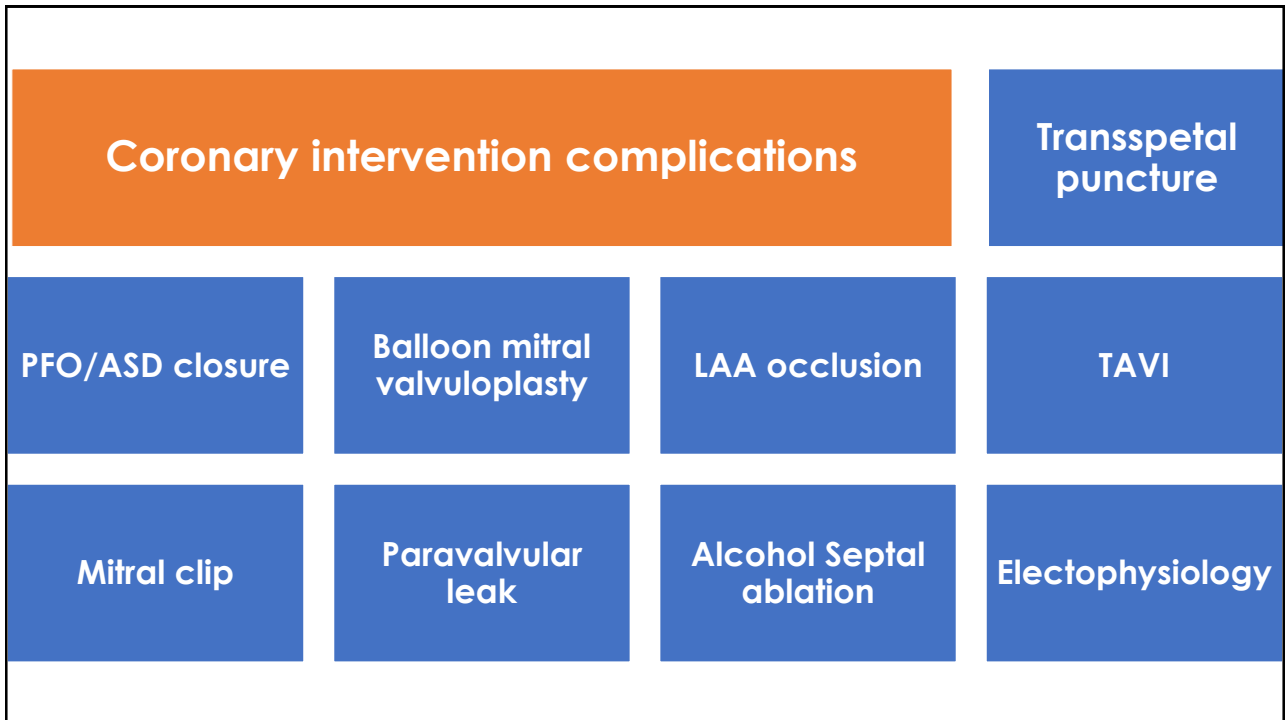 Coronary intervention complications
Transspetal
puncture
PFO/ASD closure
Balloon mitral
valvuloplasty
LAA occlusion
TAVI
Mitral clip
Paravalvular
leak
Alcohol Septal
ablation
Electophysiology